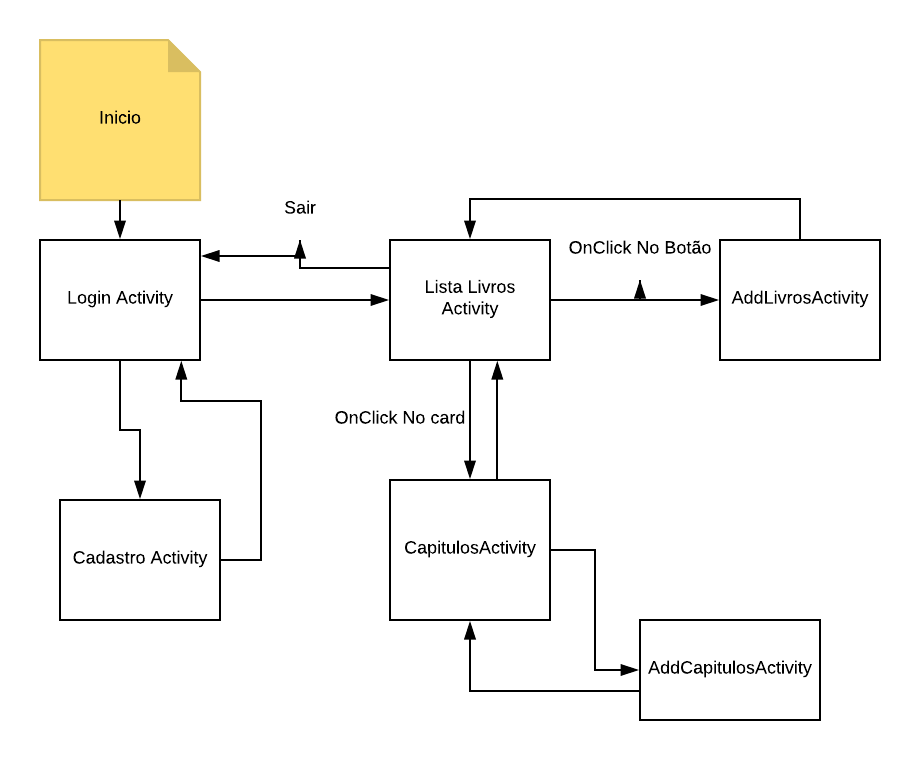 Inicio
Sair
OnClick No Botão
Login Activity
Lista Livros
Activity
AddLivrosActivity
OnClick No card
Cadastro Activity
CapitulosActivity
AddCapitulosActivity